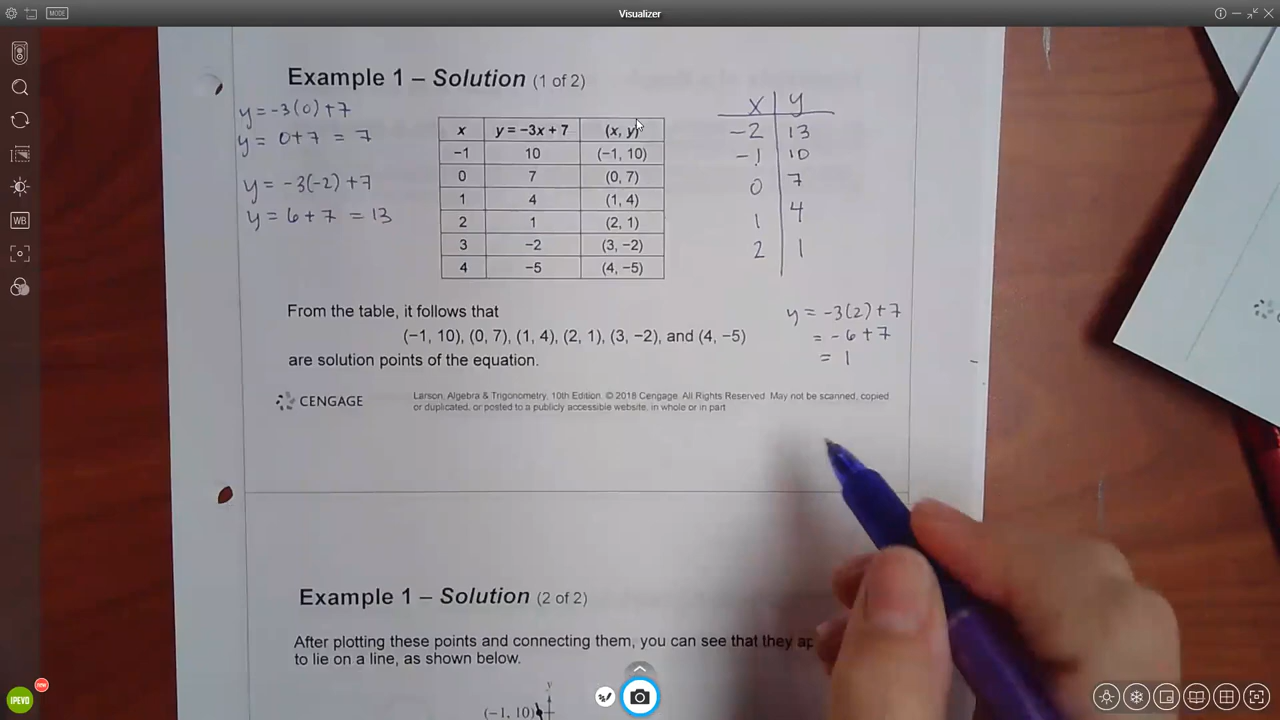 MODE
Visualizer
Example 1 – Solution (1 of 2)
y = -3(0) + 7
y = 0 + 7 = 7
y = -3(-2) + 7
y = 6 + 7 = 13
x y = −3x + 7 (x, y)
−1 10 (−1, 10)
0 7 (0, 7)
1 4 (1, 4)
2 1 (2, 1)
3 −2 (3, −2)
4 −5 (4, −5)
x y
-2 13
-1 10
0 7
1 4
2 1
From the table, it follows that
(−1, 10), (0, 7), (1, 4), (2, 1), (3, −2), and (4, −5)
are solution points of the equation.
y = -3(2) + 7
= -6 + 7
= 1
CENGAGE
Larson, Algebra & Trigonometry, 10th Edition. © 2018 Cengage. All Rights Reserved. May not be scanned, copied
or duplicated, or posted to a publicly accessible website, in whole or in part
Example 1 – Solution (2 of 2)
After plotting these points and connecting them, you can see that they ap
to lie on a line, as shown below.
y
(−1, 10)
WB
IPEVO
new